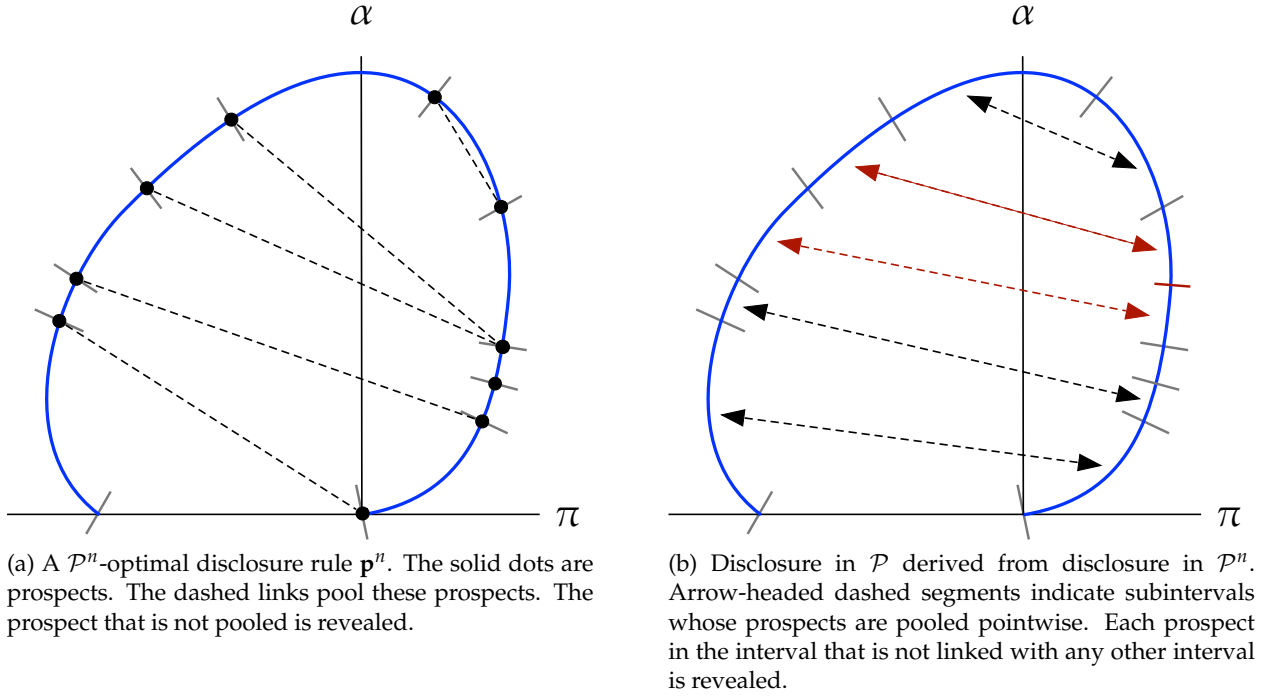 α
π
(a) A 𝒫ⁿ-optimal disclosure rule 𝐩ⁿ. The solid dots are
prospects. The dashed links pool these prospects. The
prospect that is not pooled is revealed.
α
π
(b) Disclosure in 𝒫 derived from disclosure in 𝒫ⁿ.
Arrow-headed dashed segments indicate subintervals
whose prospects are pooled pointwise. Each prospect
in the interval that is not linked with any other interval
is revealed.